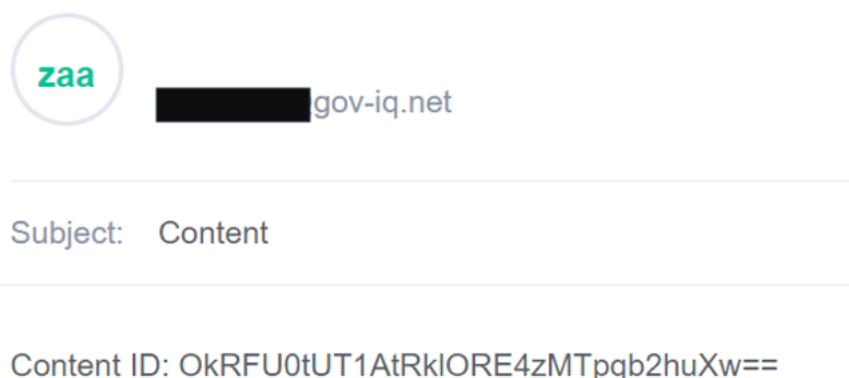 zaa
gov-iq.net
Subject: Content
Content ID: OkRFU0tUT1AtRklORE4zMTpqb2huXw==